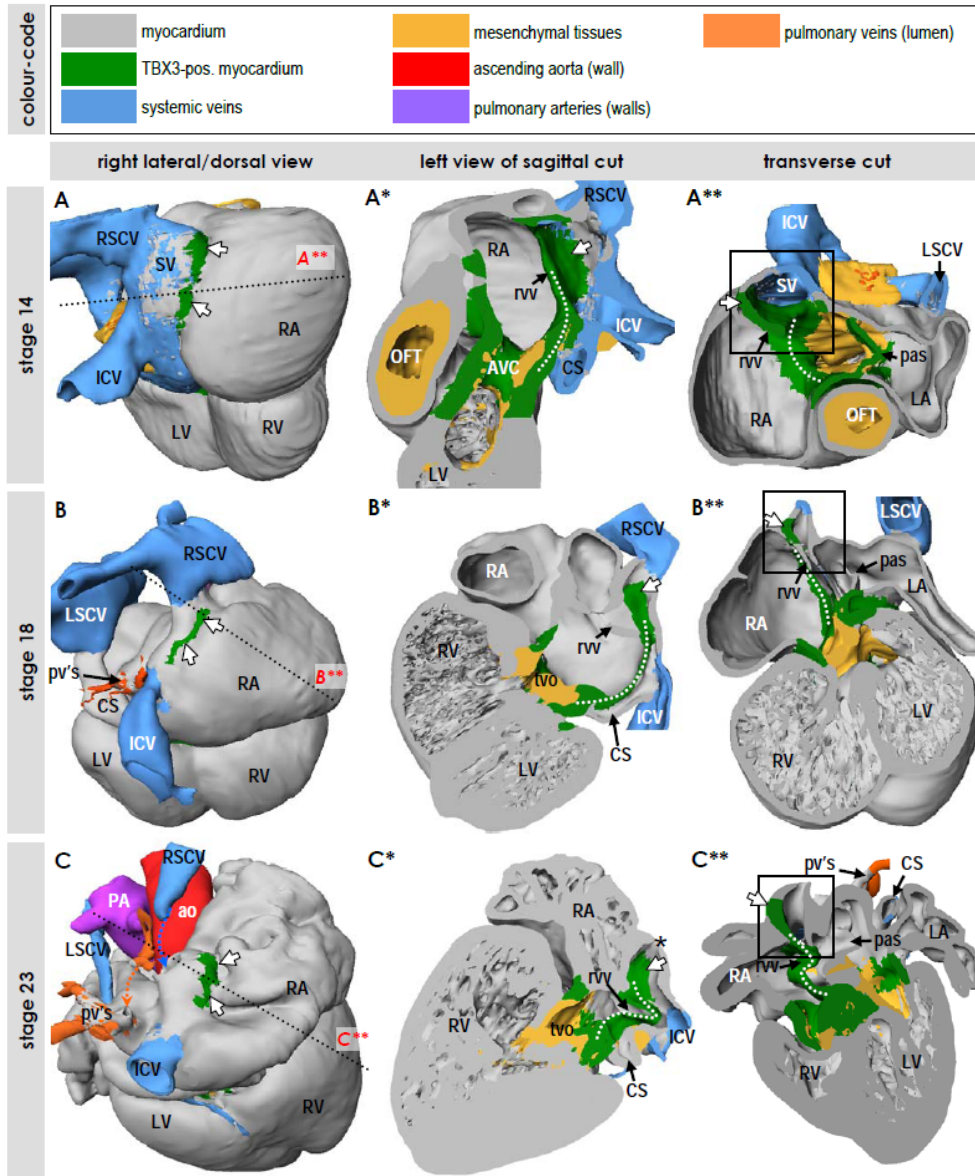 colour-code
myocardium
mesenchymal tissues
pulmonary veins (lumen)
TBX3-pos. myocardium
ascending aorta (wall)
systemic veins
pulmonary arteries (walls)
right lateral/dorsal view
left view of sagittal cut
transverse cut
stage 14
A
RSCV
SV
A**
RA
ICV
LV
RV
A*
RSCV
RA
rvv
OFT
AVC
ICV
CS
LV
A**
ICV
LSCV
SV
rvv
pas
RA
OFT
LA
stage 18
B
RSCV
LSCV
pv's
CS
RA
B**
ICV
LV
RV
B*
RSCV
RA
RV
rvv
tvo
ICV
CS
LV
B**
LSCV
rvv
pas
LA
RA
LV
RV
stage 23
C
RSCV
PA
ao
LSCV
RA
pv's
C**
ICV
RV
LV
C*
RA
*
rvv
RV
tvo
ICV
CS
C**
pv's
CS
pas
LA
RA
rvv
RV
LV